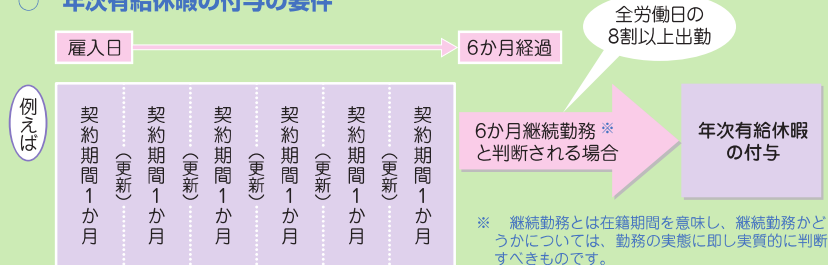 ○ 年次有給休暇の付与の要件
全労働日の
8割以上出勤
雇入日
6か月経過
例えば
契約期間1か月
(更新)
契約期間1か月
(更新)
契約期間1か月
(更新)
契約期間1か月
(更新)
契約期間1か月
(更新)
契約期間1か月
6か月継続勤務※
と判断される場合
年次有給休暇
の付与
※ 継続勤務とは在籍期間を意味し、継続勤務かど
うかについては、勤務の実態に即し実質的に判断
すべきものです。